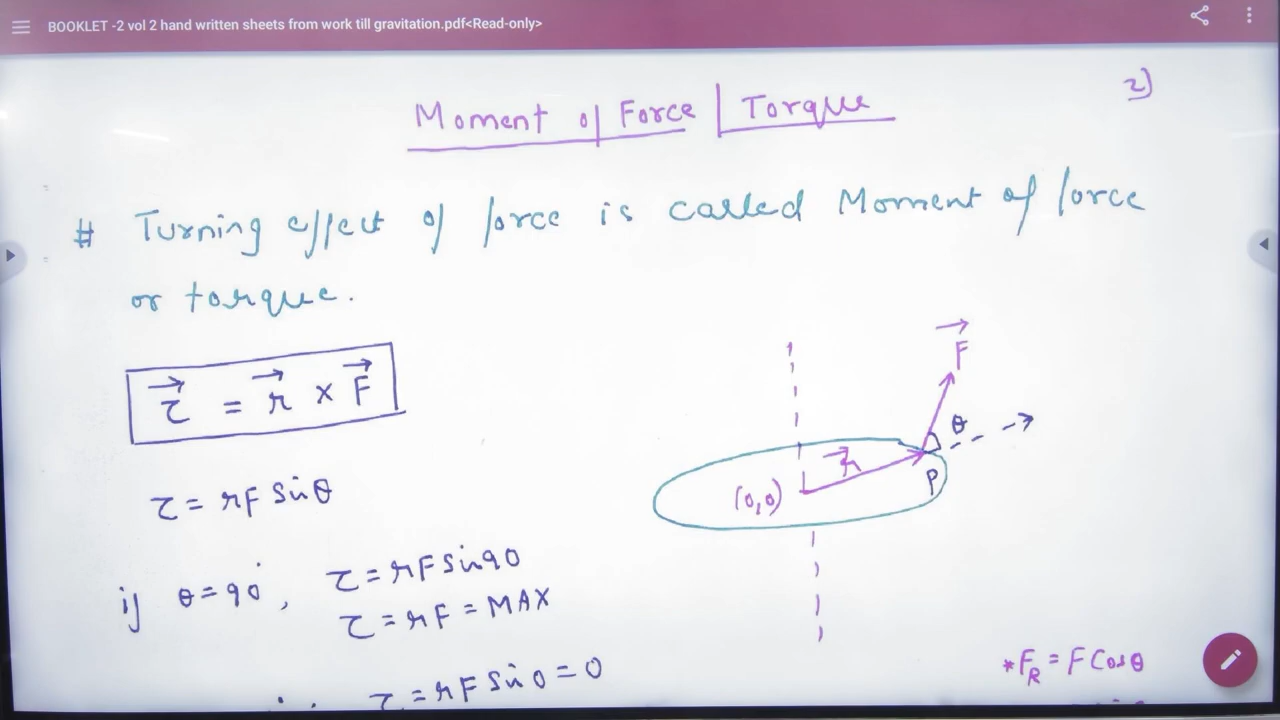 BOOKLET -2 vol 2 hand written sheets from work till gravitation.pdf<Read-only>
2)
Moment of Force | Torque
# Turning effect of force is called Moment of force
or torque.
τ⃗ = r⃗ × F⃗
F⃗
θ
r⃗
(0,0)
P
τ = rF Sinθ
if θ = 90°, τ = rF Sin90
τ = rF = MAX
τ = rF Sin0 = 0
*F_R = F Cosθ